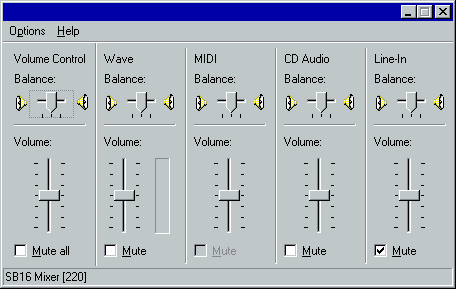 Options Help
Volume Control Wave MIDI CD Audio Line-In
Balance: Balance: Balance: Balance: Balance:
Volume: Volume: Volume: Volume: Volume:
Mute all Mute Mute Mute Mute
SB16 Mixer [220]